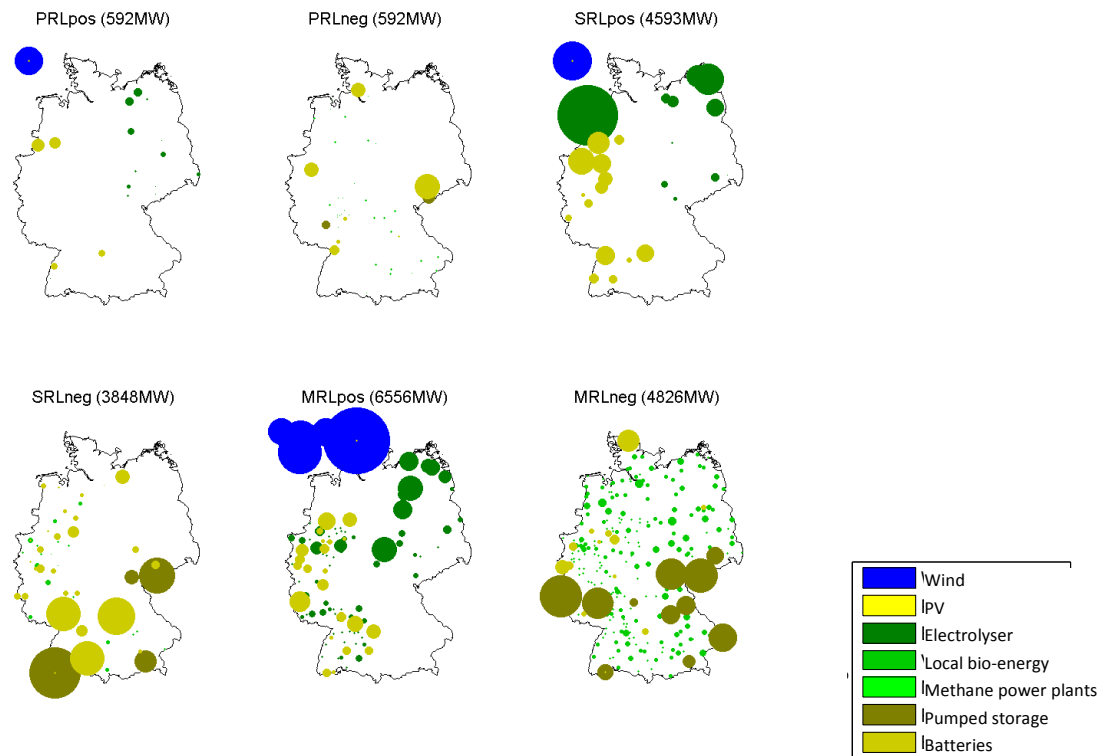 PRLpos (592MW)
PRLneg (592MW)
SRLpos (4593MW)
SRLneg (3848MW)
MRLpos (6556MW)
MRLneg (4826MW)
Wind
PV
Electrolyser
Local bio-energy
Methane power plants
Pumped storage
Batteries